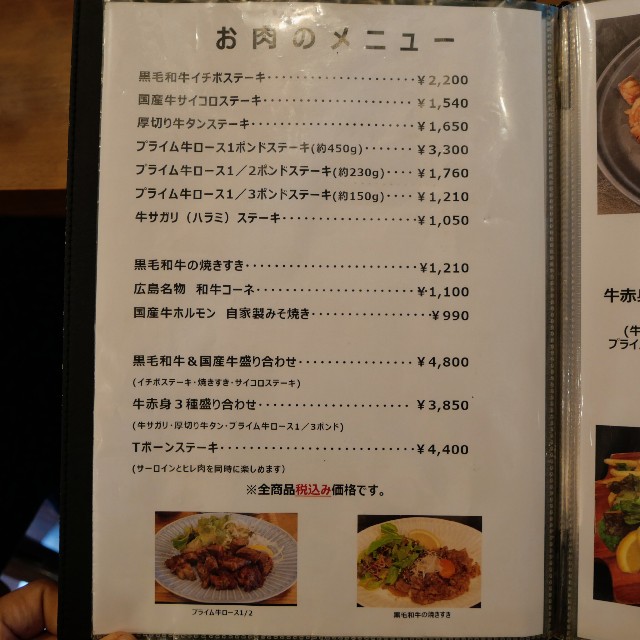 お肉のメニュー
黒毛和牛イチボステーキ・・・・・・・・・・・・・・・・・・・・¥2,200
国産牛サイコロステーキ・・・・・・・・・・・・・・・・・・・・¥1,540
厚切り牛タンステーキ・・・・・・・・・・・・・・・・・・・・・・¥1,650
プライム牛ロース1ポンドステーキ(約450g)・・・・・・・¥3,300
プライム牛ロース1／2ポンドステーキ(約230g)・・・・¥1,760
プライム牛ロース1／3ポンドステーキ(約150g)・・・・¥1,210
牛サガリ（ハラミ）ステーキ・・・・・・・・・・・・・・・・・・¥1,050
黒毛和牛の焼きすき・・・・・・・・・・・・・・・・・・・・・・・¥1,210
広島名物 和牛コーネ・・・・・・・・・・・・・・・・・・・・・・¥1,100
国産牛ホルモン 自家製みそ焼き・・・・・・・・・・・・・・・・¥990
黒毛和牛＆国産牛盛り合わせ・・・・・・・・・・・・・・・¥4,800
(イチボステーキ・焼きすき・サイコロステーキ)
牛赤身３種盛り合わせ・・・・・・・・・・・・・・・・・・・・・¥3,850
(牛サガリ・厚切り牛タン・プライム牛ロース1／3ポンド)
Tボーンステーキ・・・・・・・・・・・・・・・・・・・・・・・・・・¥4,400
(サーロインとヒレ肉を同時に楽しめます)
※全商品税込み価格です。
プライム牛ロース1/2
黒毛和牛の焼きすき
牛赤身
(牛
プライム